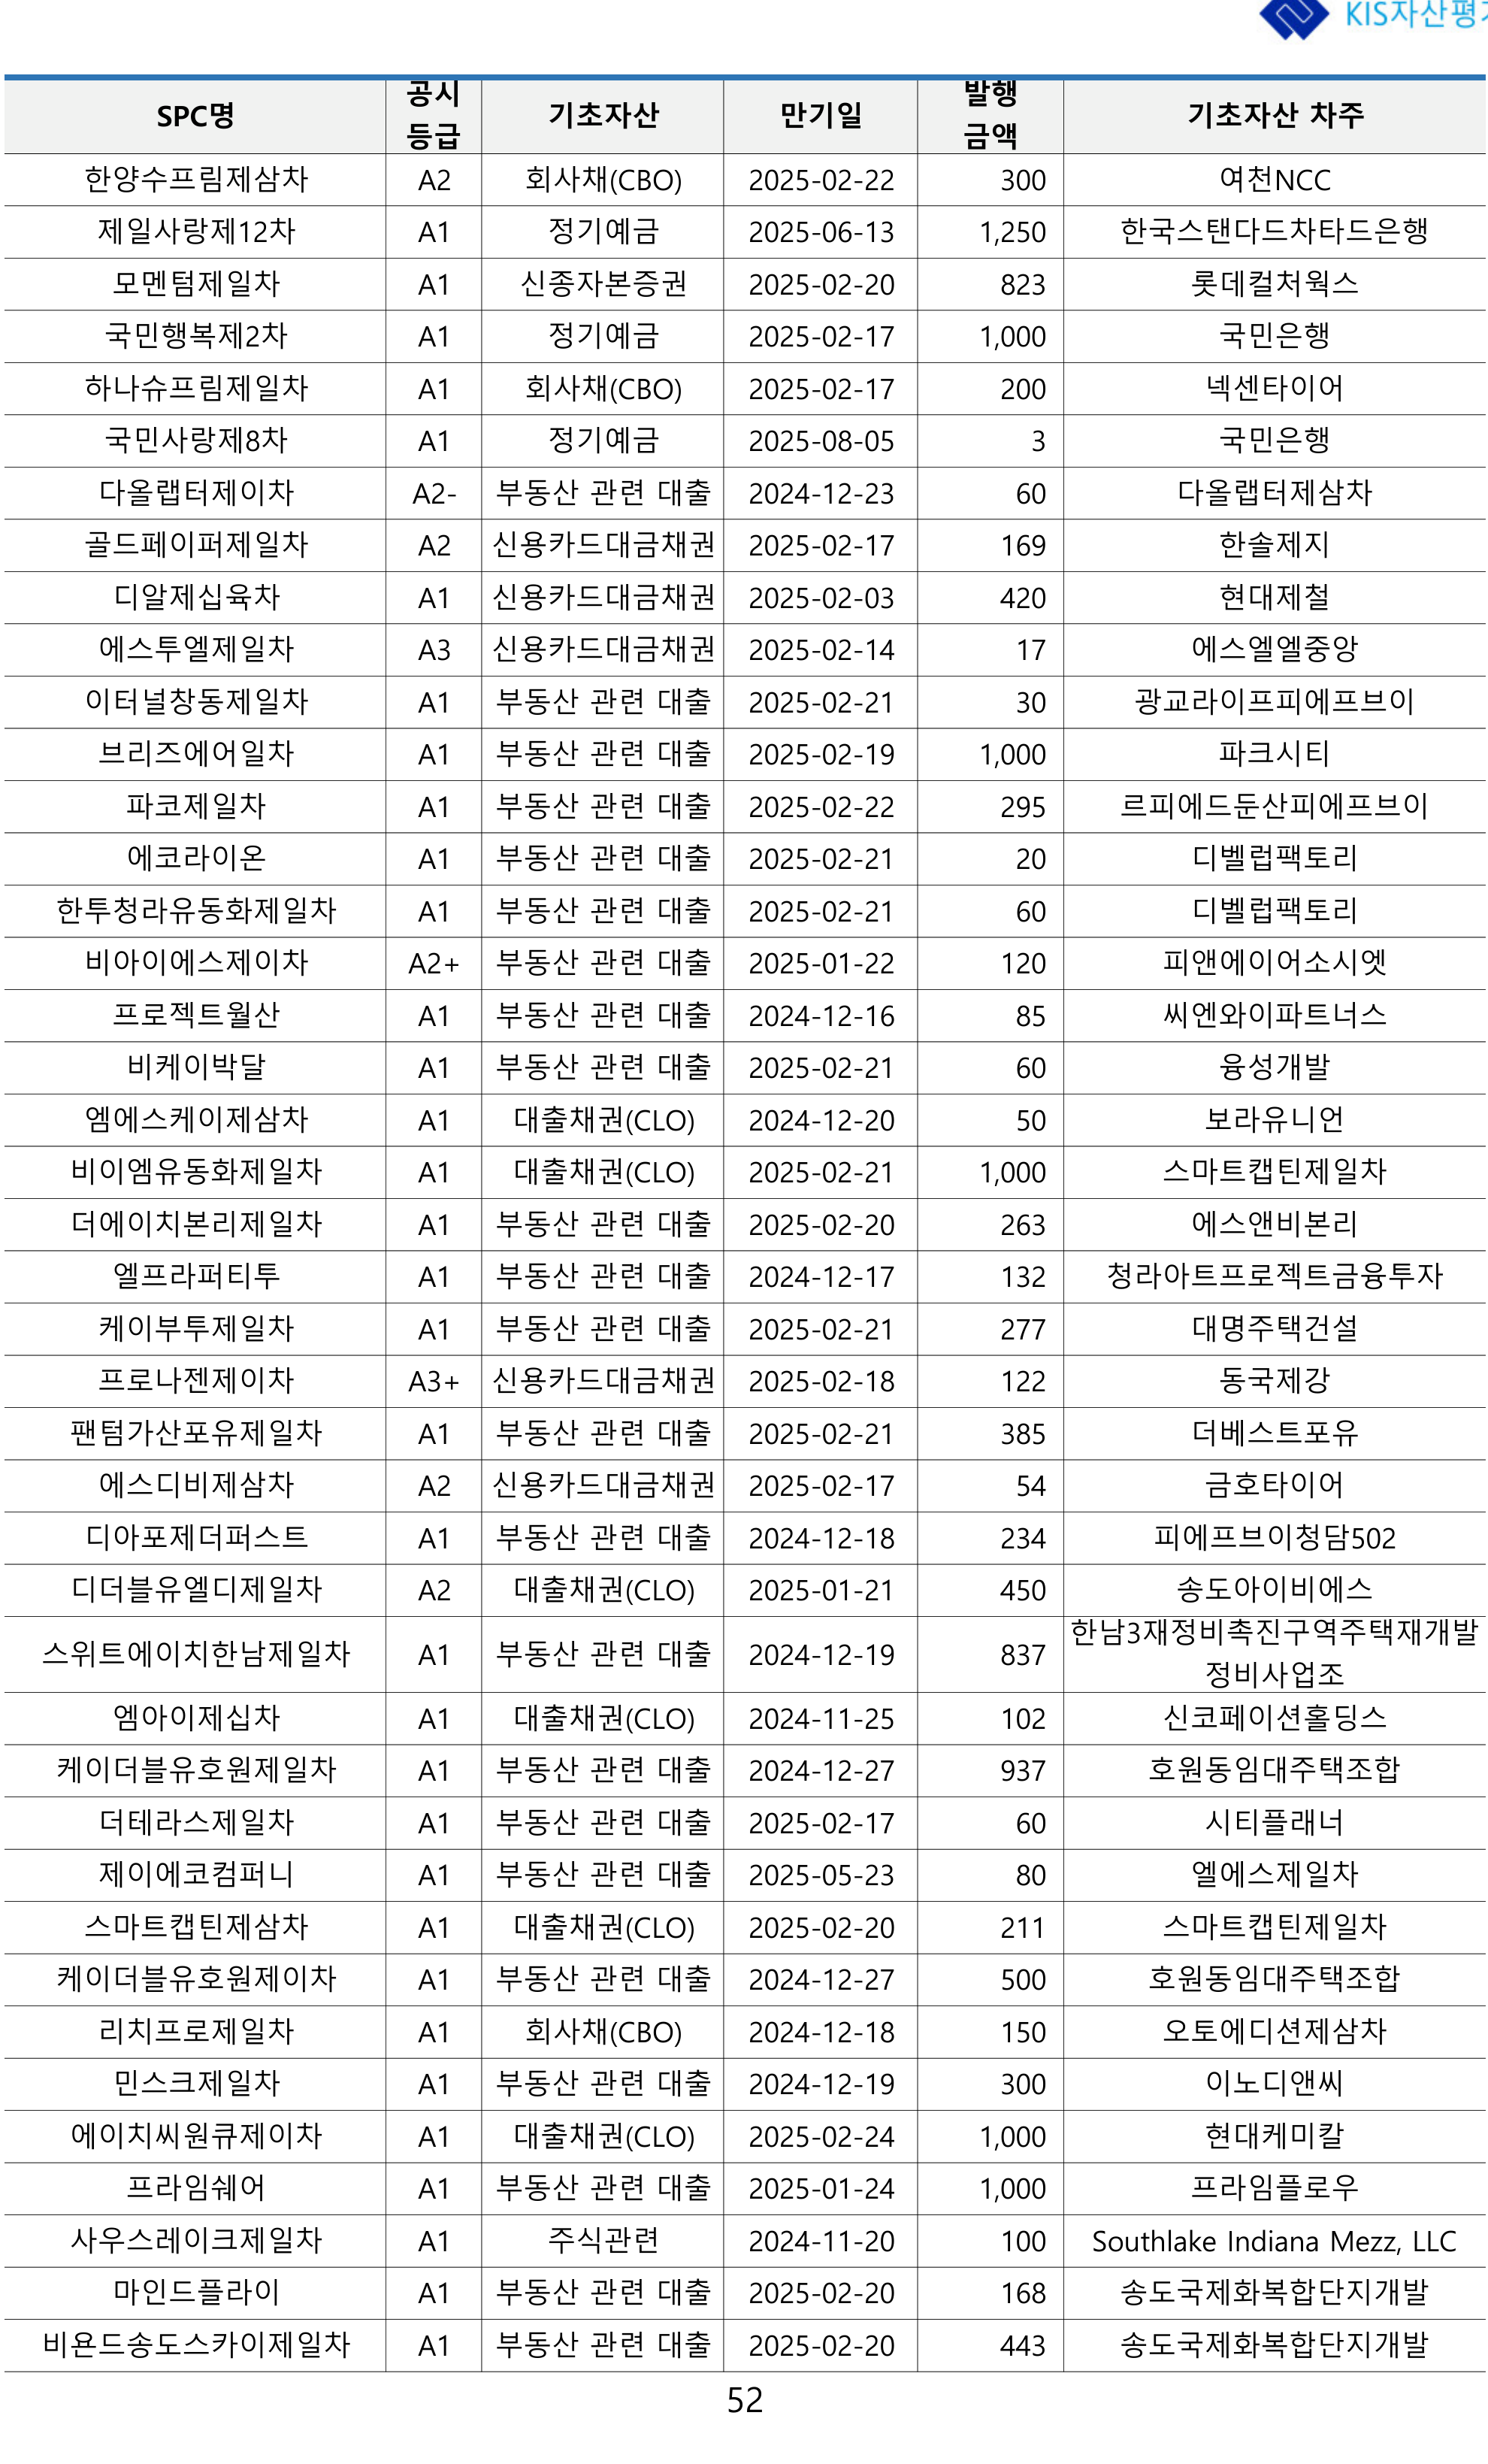 KIS자산평가
SPC명 공시등급 기초자산 만기일 발행금액 기초자산 차주
한양수프림제삼차 A2 회사채(CBO) 2025-02-22 300 여천NCC
제일사랑제12차 A1 정기예금 2025-06-13 1,250 한국스탠다드차타드은행
모멘텀제일차 A1 신종자본증권 2025-02-20 823 롯데컬처웍스
국민행복제2차 A1 정기예금 2025-02-17 1,000 국민은행
하나슈프림제일차 A1 회사채(CBO) 2025-02-17 200 넥센타이어
국민사랑제8차 A1 정기예금 2025-08-05 3 국민은행
다올랩터제이차 A2- 부동산 관련 대출 2024-12-23 60 다올랩터제삼차
골드페이퍼제일차 A2 신용카드대금채권 2025-02-17 169 한솔제지
디알제십육차 A1 신용카드대금채권 2025-02-03 420 현대제철
에스투엘제일차 A3 신용카드대금채권 2025-02-14 17 에스엘엘중앙
이터널창동제일차 A1 부동산 관련 대출 2025-02-21 30 광교라이프피에프브이
브리즈에어일차 A1 부동산 관련 대출 2025-02-19 1,000 파크시티
파코제일차 A1 부동산 관련 대출 2025-02-22 295 르피에드둔산피에프브이
에코라이온 A1 부동산 관련 대출 2025-02-21 20 디벨럽팩토리
한투청라유동화제일차 A1 부동산 관련 대출 2025-02-21 60 디벨럽팩토리
비아이에스제이차 A2+ 부동산 관련 대출 2025-01-22 120 피앤에이어소시엣
프로젝트월산 A1 부동산 관련 대출 2024-12-16 85 씨엔와이파트너스
비케이박달 A1 부동산 관련 대출 2025-02-21 60 융성개발
엠에스케이제삼차 A1 대출채권(CLO) 2024-12-20 50 보라유니언
비이엠유동화제일차 A1 대출채권(CLO) 2025-02-21 1,000 스마트캡틴제일차
더에이치본리제일차 A1 부동산 관련 대출 2025-02-20 263 에스앤비본리
엘프라퍼티투 A1 부동산 관련 대출 2024-12-17 132 청라아트프로젝트금융투자
케이부투제일차 A1 부동산 관련 대출 2025-02-21 277 대명주택건설
프로나젠제이차 A3+ 신용카드대금채권 2025-02-18 122 동국제강
팬텀가산포유제일차 A1 부동산 관련 대출 2025-02-21 385 더베스트포유
에스디비제삼차 A2 신용카드대금채권 2025-02-17 54 금호타이어
디아포제더퍼스트 A1 부동산 관련 대출 2024-12-18 234 피에프브이청담502
디더블유엘디제일차 A2 대출채권(CLO) 2025-01-21 450 송도아이비에스
스위트에이치한남제일차 A1 부동산 관련 대출 2024-12-19 837 한남3재정비촉진구역주택재개발정비사업조
엠아이제십차 A1 대출채권(CLO) 2024-11-25 102 신코페이션홀딩스
케이더블유호원제일차 A1 부동산 관련 대출 2024-12-27 937 호원동임대주택조합
더테라스제일차 A1 부동산 관련 대출 2025-02-17 60 시티플래너
제이에코컴퍼니 A1 부동산 관련 대출 2025-05-23 80 엘에스제일차
스마트캡틴제삼차 A1 대출채권(CLO) 2025-02-20 211 스마트캡틴제일차
케이더블유호원제이차 A1 부동산 관련 대출 2024-12-27 500 호원동임대주택조합
리치프로제일차 A1 회사채(CBO) 2024-12-18 150 오토에디션제삼차
민스크제일차 A1 부동산 관련 대출 2024-12-19 300 이노디앤씨
에이치씨원큐제이차 A1 대출채권(CLO) 2025-02-24 1,000 현대케미칼
프라임쉐어 A1 부동산 관련 대출 2025-01-24 1,000 프라임플로우
사우스레이크제일차 A1 주식관련 2024-11-20 100 Southlake Indiana Mezz, LLC
마인드플라이 A1 부동산 관련 대출 2025-02-20 168 송도국제화복합단지개발
비욘드송도스카이제일차 A1 부동산 관련 대출 2025-02-20 443 송도국제화복합단지개발
52